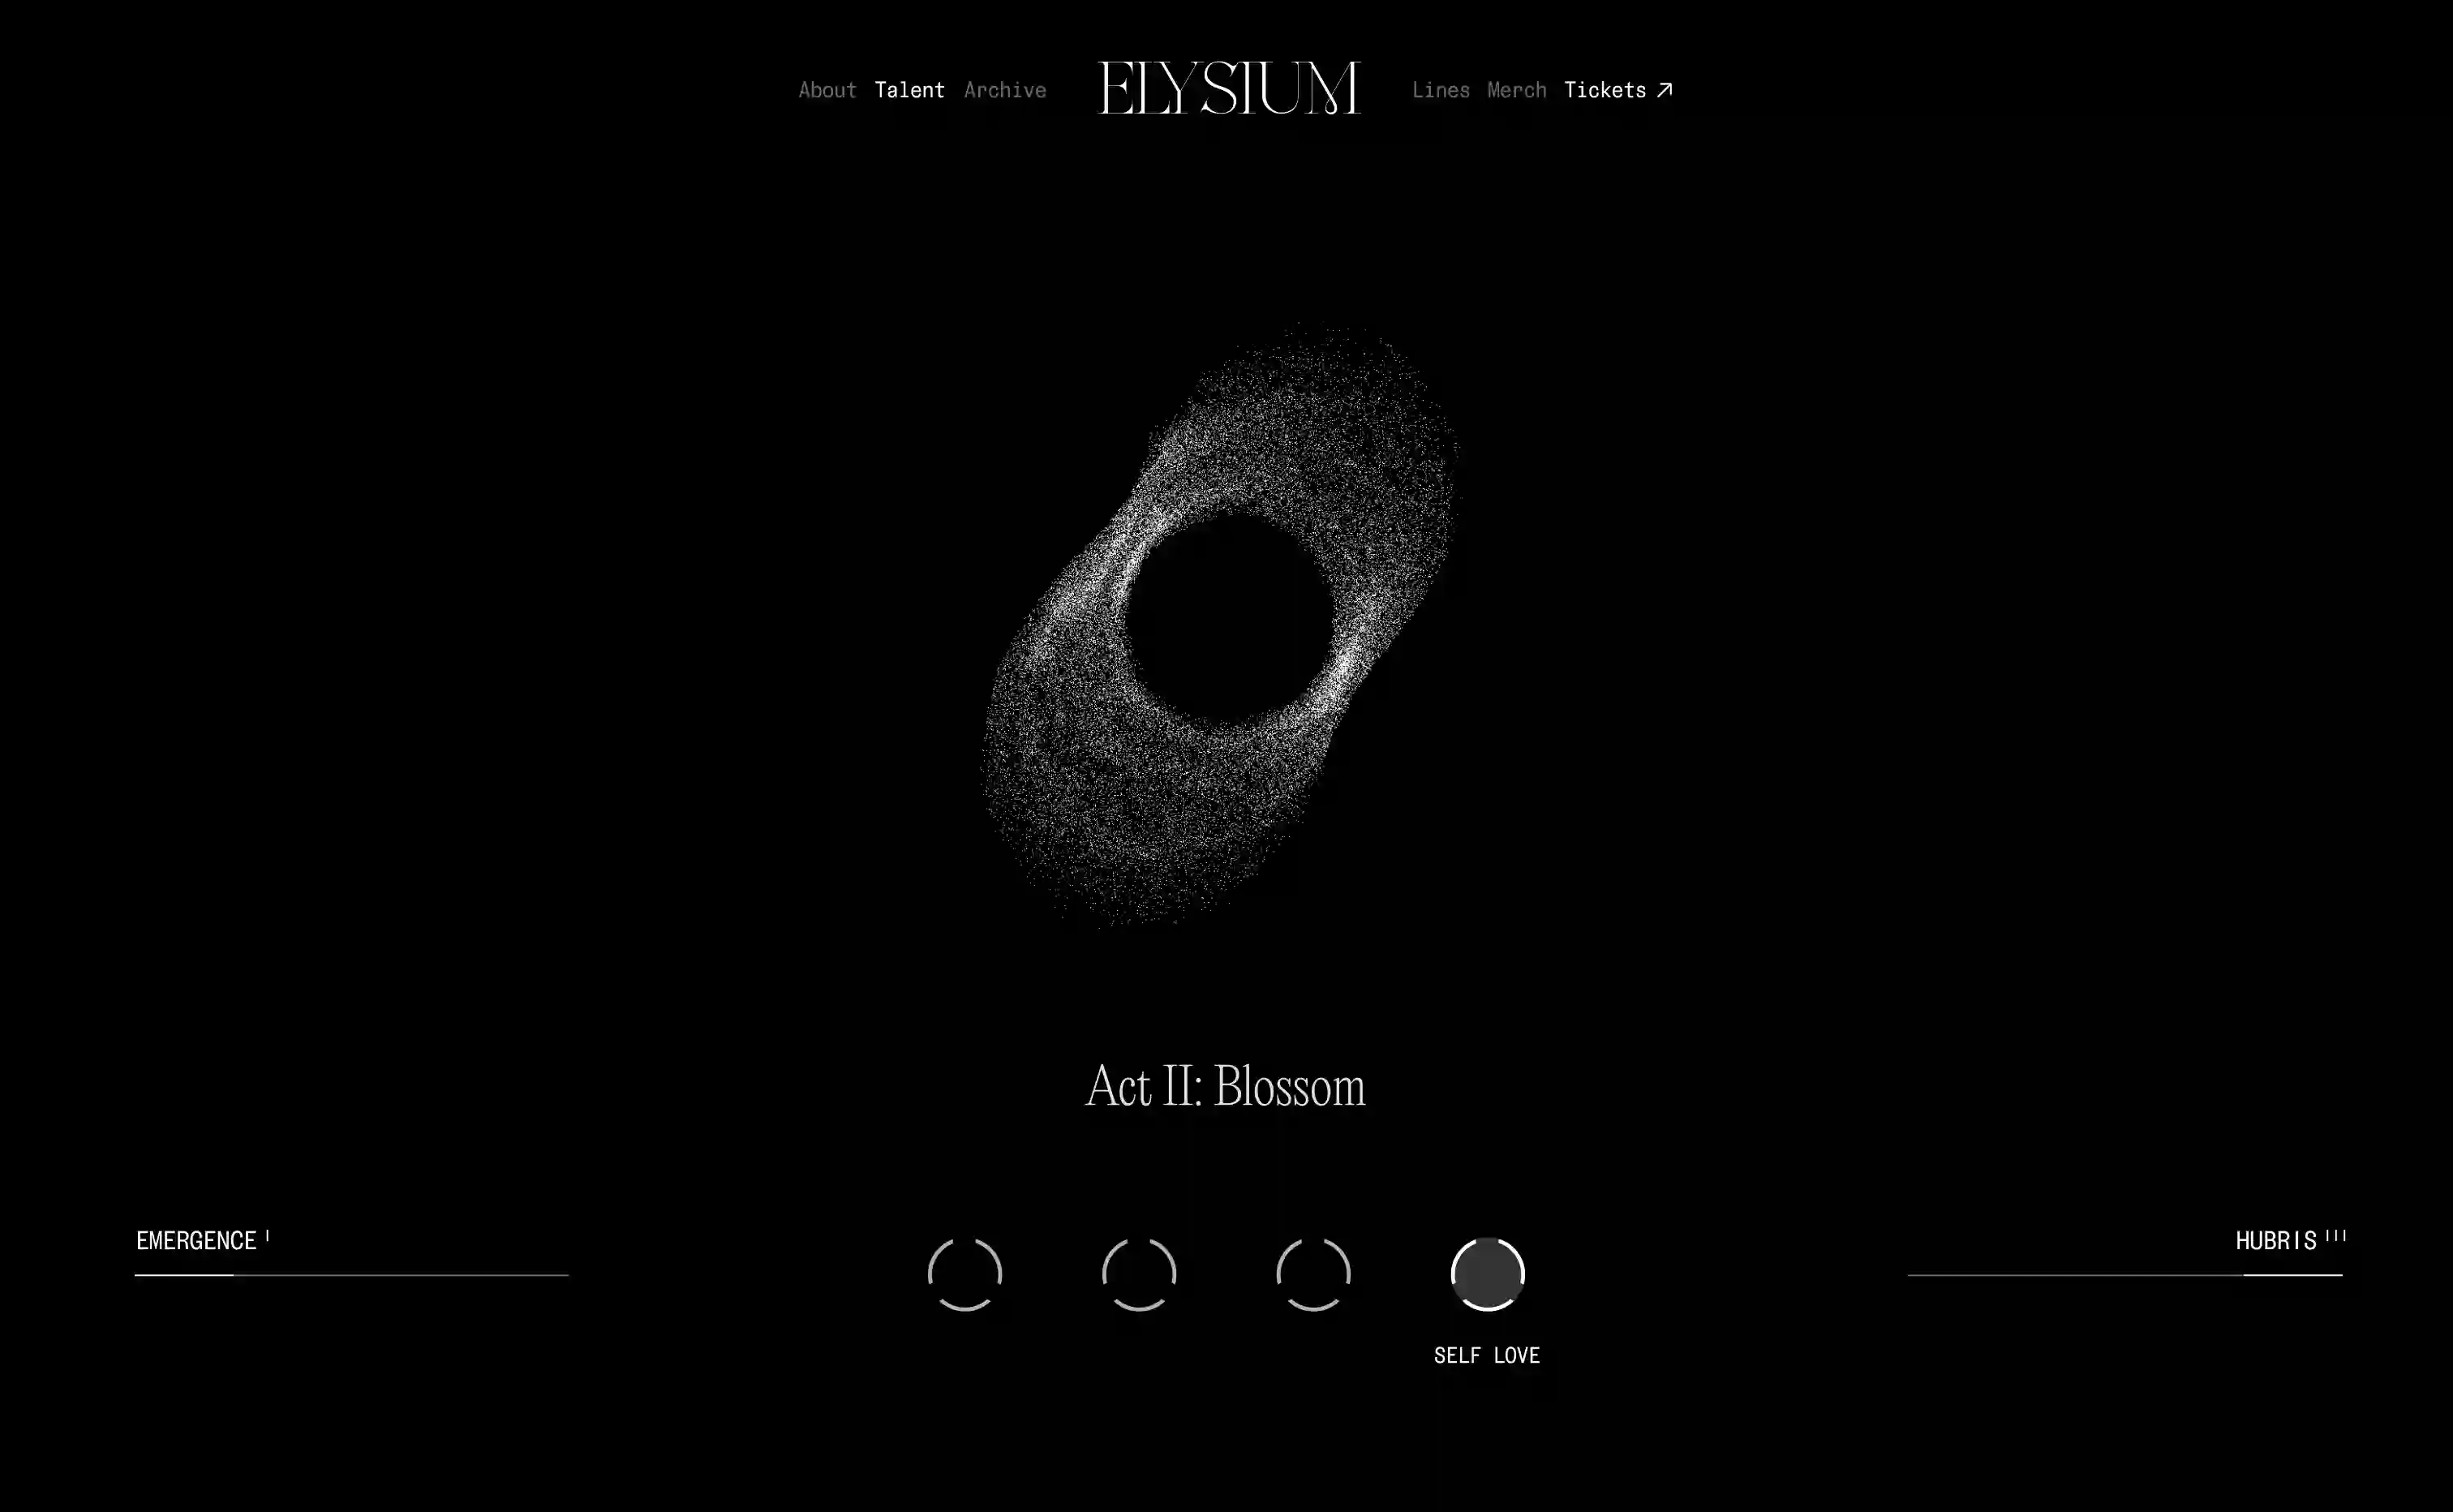 About Talent Archive ELYSIUM Lines Merch Tickets ↗
Act II: Blossom
EMERGENCE I
HUBRIS III
SELF LOVE